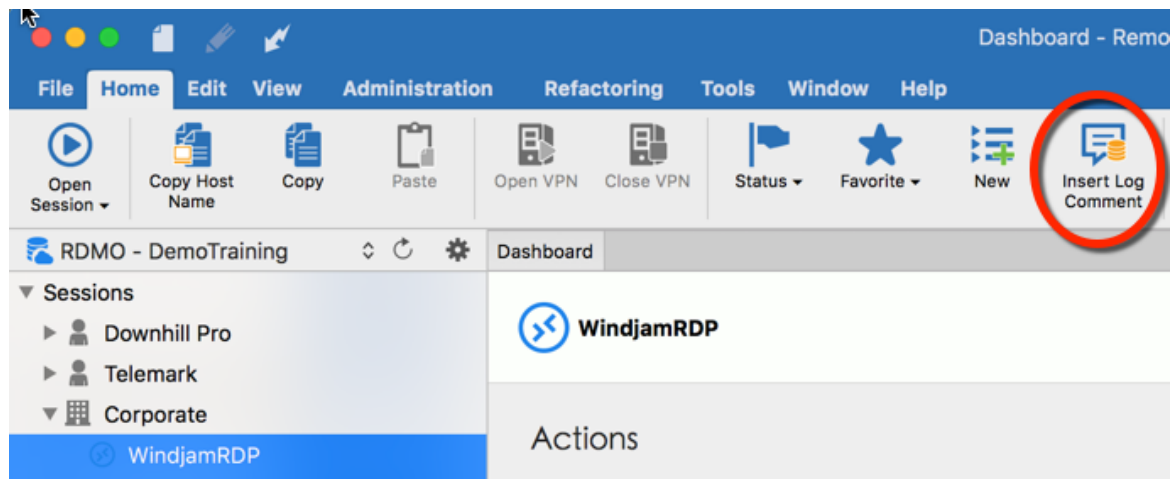 Dashboard - Remo
File Home Edit View Administration Refactoring Tools Window Help
Open Session
Copy Host Name
Copy
Paste
Open VPN
Close VPN
Status
Favorite
New
Insert Log Comment
RDMO - DemoTraining
Dashboard
Sessions
Downhill Pro
Telemark
Corporate
WindjamRDP
WindjamRDP
Actions